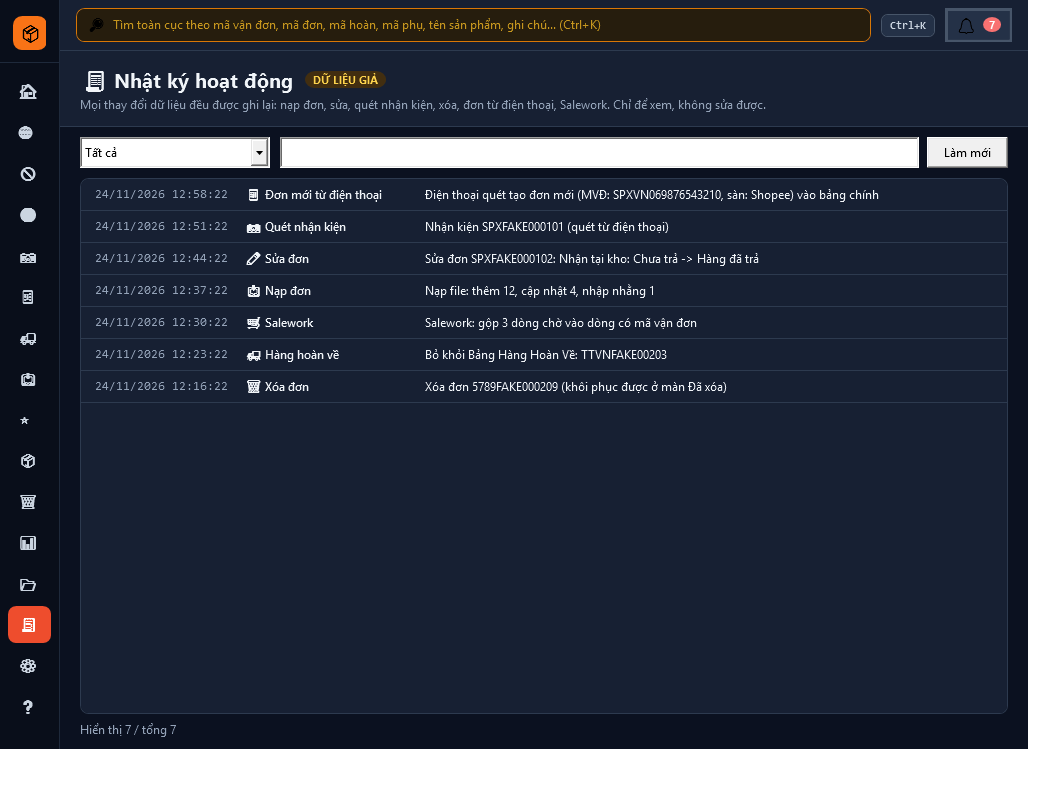 Tìm toàn cục theo mã vận đơn, mã đơn, mã hoàn, mã phụ, tên sản phẩm, ghi chú... (Ctrl+K)
Ctrl+K
7
Nhật ký hoạt động
DỮ LIỆU GIẢ
Mọi thay đổi dữ liệu đều được ghi lại: nạp đơn, sửa, quét nhận kiện, xóa, đơn từ điện thoại, Salework. Chỉ để xem, không sửa được.
Tất cả
Làm mới
24/11/2026 12:58:22 Đơn mới từ điện thoại Điện thoại quét tạo đơn mới (MVĐ: SPXVN069876543210, sàn: Shopee) vào bảng chính
24/11/2026 12:51:22 Quét nhận kiện Nhận kiện SPXFAKE000101 (quét từ điện thoại)
24/11/2026 12:44:22 Sửa đơn Sửa đơn SPXFAKE000102: Nhận tại kho: Chưa trả -> Hàng đã trả
24/11/2026 12:37:22 Nạp đơn Nạp file: thêm 12, cập nhật 4, nhập nhằng 1
24/11/2026 12:30:22 Salework Salework: gộp 3 dòng chờ vào dòng có mã vận đơn
24/11/2026 12:23:22 Hàng hoàn về Bỏ khỏi Bảng Hàng Hoàn Về: TTVNFAKE00203
24/11/2026 12:16:22 Xóa đơn Xóa đơn 5789FAKE000209 (khôi phục được ở màn Đã xóa)
Hiển thị 7 / tổng 7